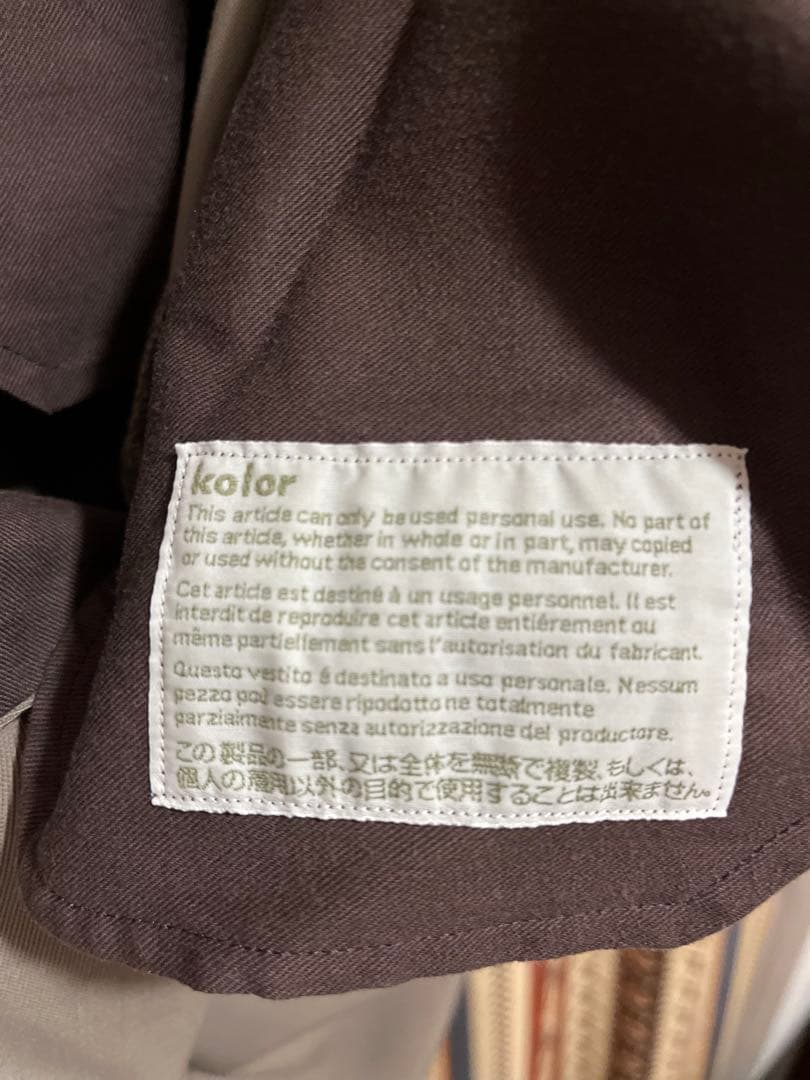 kolor
This article can only be used personal use. No part of
this article, whether in whole or in part, may copied
or used without the consent of the manufacturer.
Cet article est destiné à un usage personnel. Il est
interdit de reproduire cet article entiérement ou
même partiellement sans l'autorisation du fabricant.
Questo vestito é destinato a uso personale. Nessum
pezzo pol essere ripodotto ne totalmente
parzialmente senza autorizzazione del productore.
この製品の一部、又は全体を無断で複製、もしくは、
個人の着用以外の目的で使用することは出来ません。